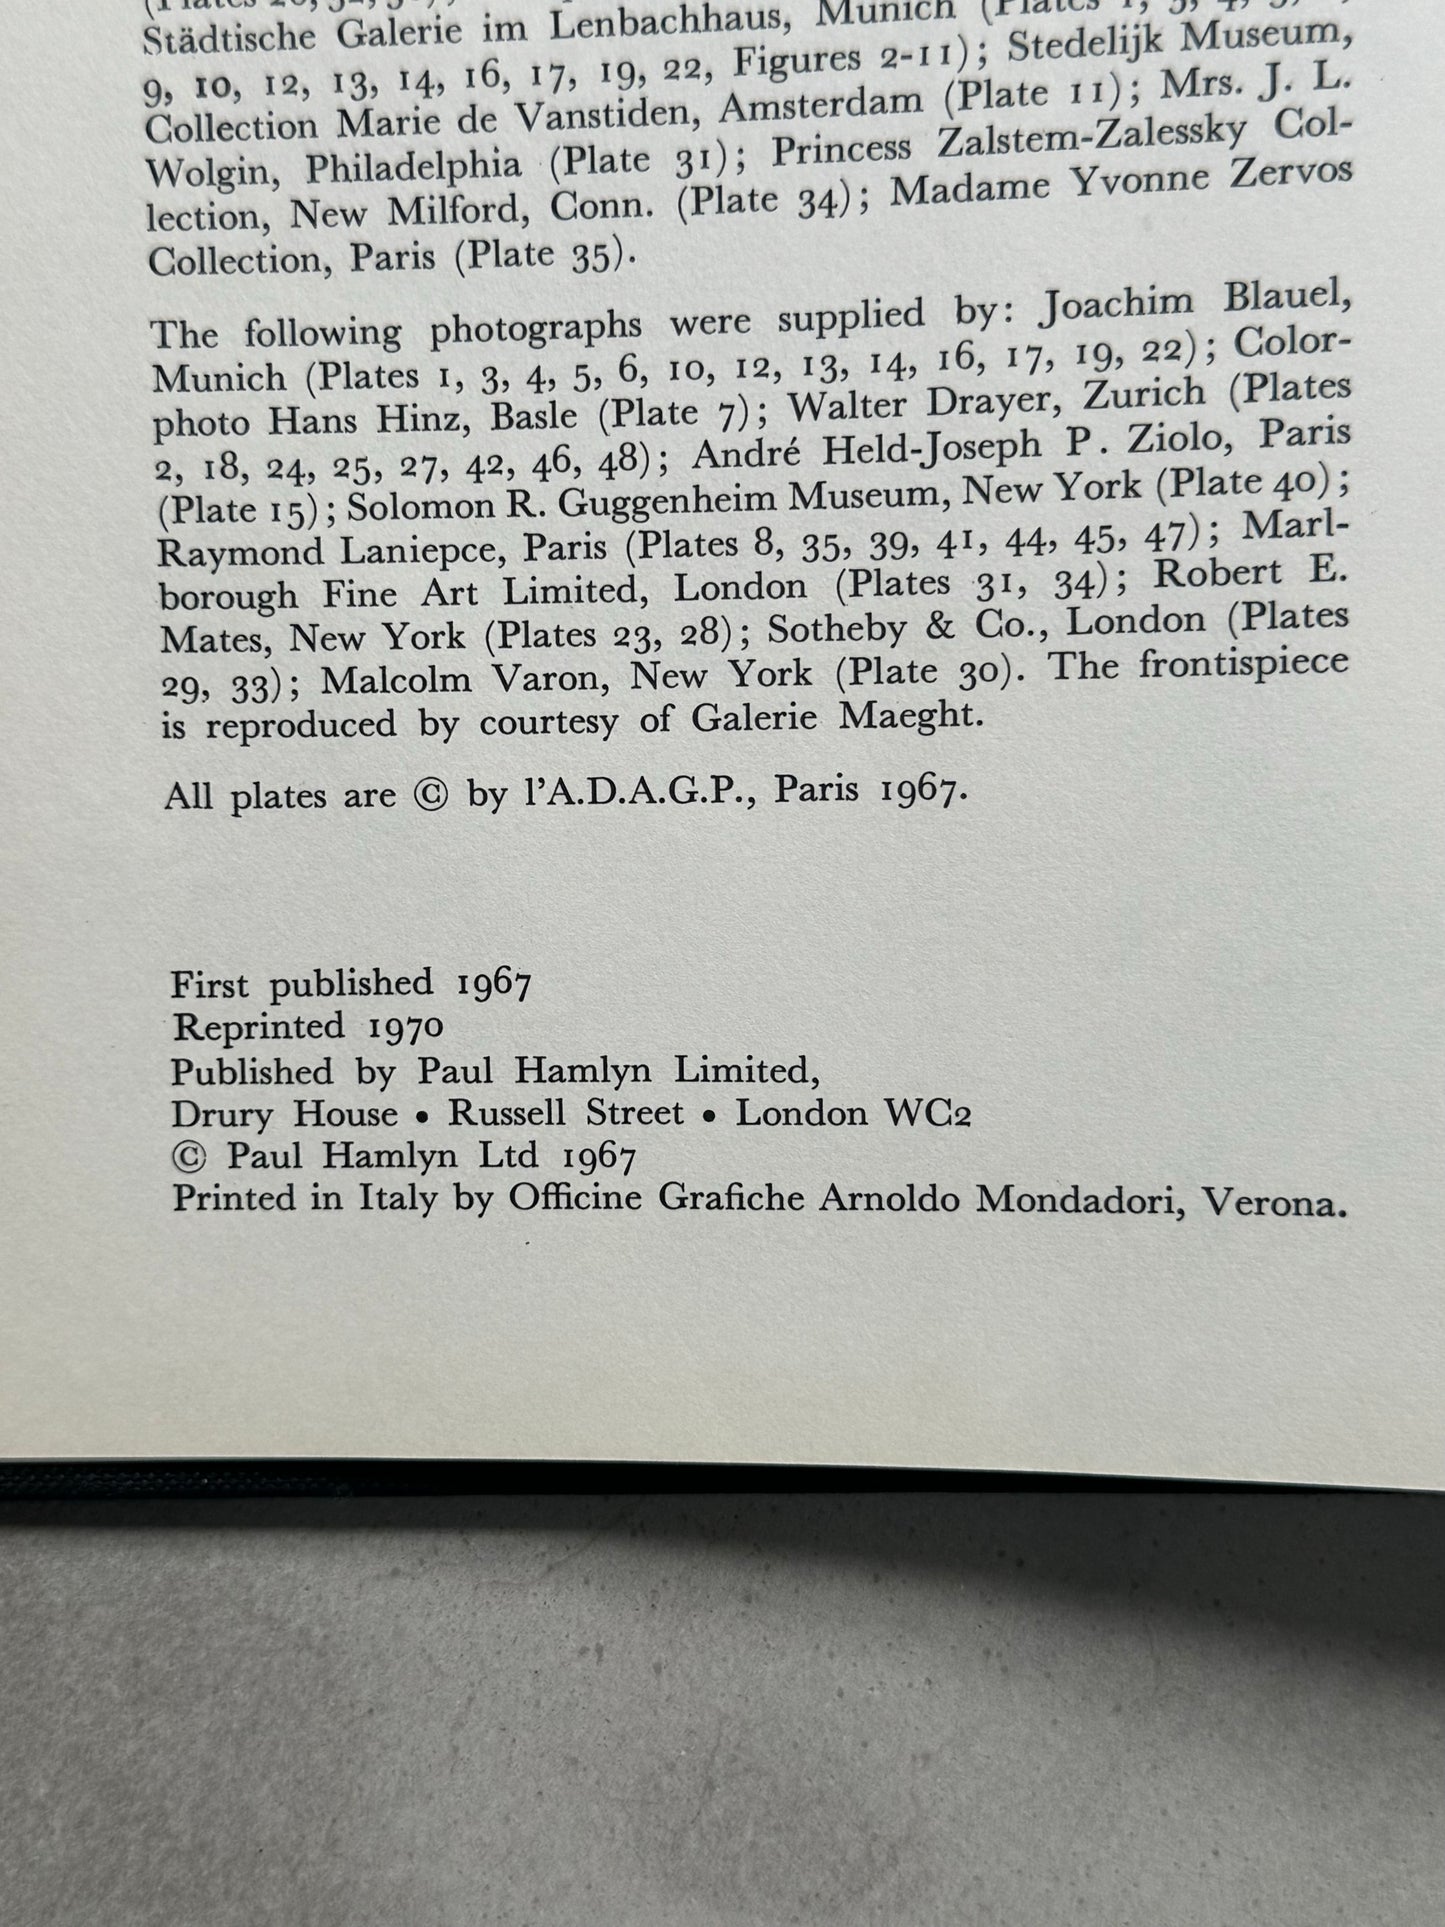 Städtische Galerie im Lenbachhaus, Munich (Plates 1, 3, 4, 5,
9, 10, 12, 13, 14, 16, 17, 19, 22, Figures 2-11); Stedelijk Museum,
Collection Marie de Vanstiden, Amsterdam (Plate 11); Mrs. J. L.
Wolgin, Philadelphia (Plate 31); Princess Zalstem-Zalessky Col-
lection, New Milford, Conn. (Plate 34); Madame Yvonne Zervos
Collection, Paris (Plate 35).
The following photographs were supplied by: Joachim Blauel,
Munich (Plates 1, 3, 4, 5, 6, 10, 12, 13, 14, 16, 17, 19, 22); Color-
photo Hans Hinz, Basle (Plate 7); Walter Drayer, Zurich (Plates
2, 18, 24, 25, 27, 42, 46, 48); André Held-Joseph P. Ziolo, Paris
(Plate 15); Solomon R. Guggenheim Museum, New York (Plate 40);
Raymond Laniepce, Paris (Plates 8, 35, 39, 41, 44, 45, 47); Marl-
borough Fine Art Limited, London (Plates 31, 34); Robert E.
Mates, New York (Plates 23, 28); Sotheby & Co., London (Plates
29, 33); Malcolm Varon, New York (Plate 30). The frontispiece
is reproduced by courtesy of Galerie Maeght.
All plates are © by l'A.D.A.G.P., Paris 1967.
First published 1967
Reprinted 1970
Published by Paul Hamlyn Limited,
Drury House • Russell Street • London WC2
© Paul Hamlyn Ltd 1967
Printed in Italy by Officine Grafiche Arnoldo Mondadori, Verona.